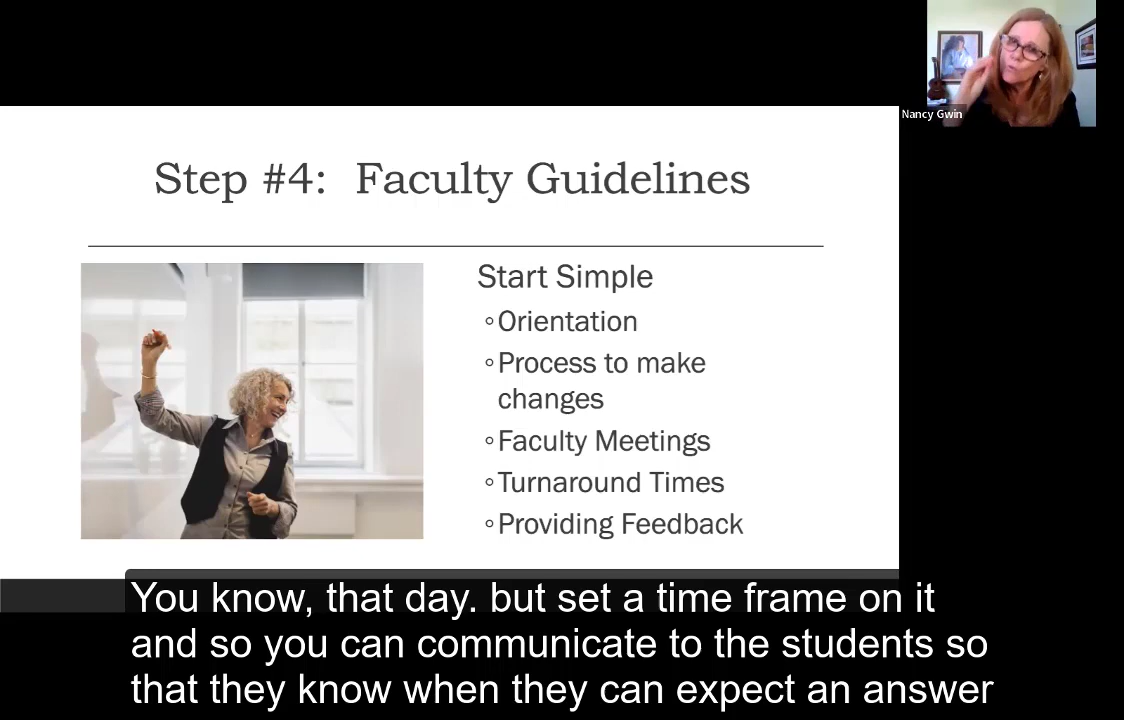 Nancy Gwin
Step #4: Faculty Guidelines
Start Simple
◦Orientation
◦Process to make
changes
◦Faculty Meetings
◦Turnaround Times
◦Providing Feedback
You know, that day. but set a time frame on it
and so you can communicate to the students so
that they know when they can expect an answer